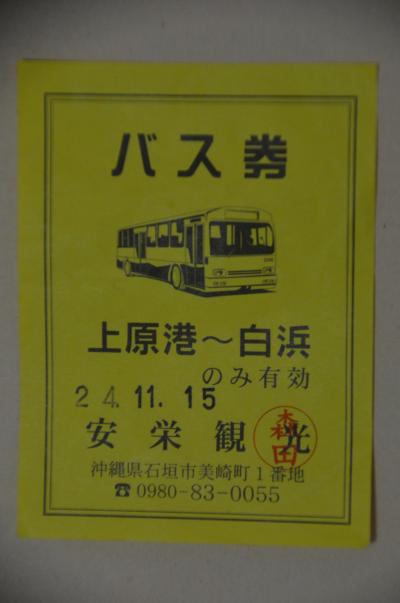 バス券
上原港～白浜
のみ有効
24.11.15
安栄観光
森田
沖縄県石垣市美崎町1番地
☎0980-83-0055